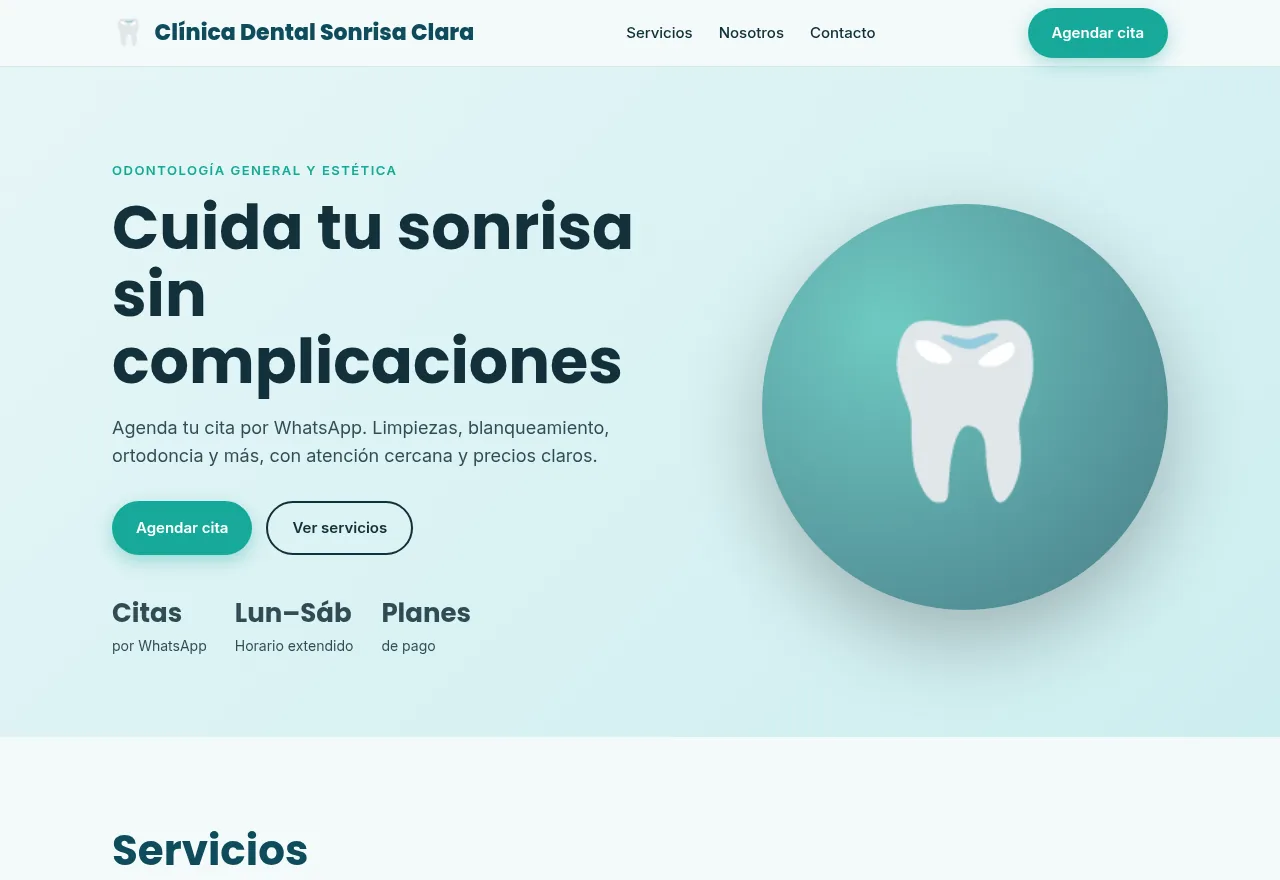 Clínica Dental Sonrisa Clara
Servicios
Nosotros
Contacto
Agendar cita
ODONTOLOGÍA GENERAL Y ESTÉTICA
Cuida tu sonrisa
sin
complicaciones
Agenda tu cita por WhatsApp. Limpiezas, blanqueamiento,
ortodoncia y más, con atención cercana y precios claros.
Agendar cita
Ver servicios
Citas
por WhatsApp
Lun–Sáb
Horario extendido
Planes
de pago
Servicios